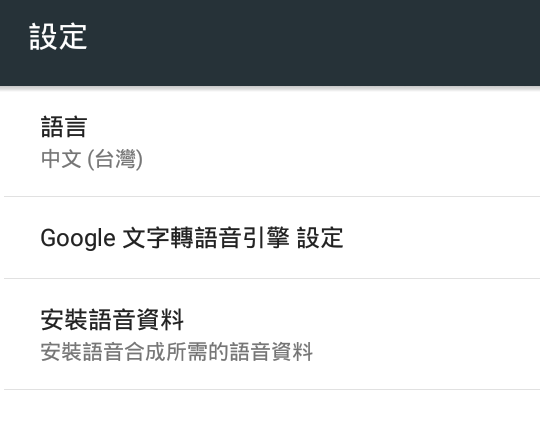 設定
語言
中文 (台灣)
Google 文字轉語音引擎 設定
安裝語音資料
安裝語音合成所需的語音資料